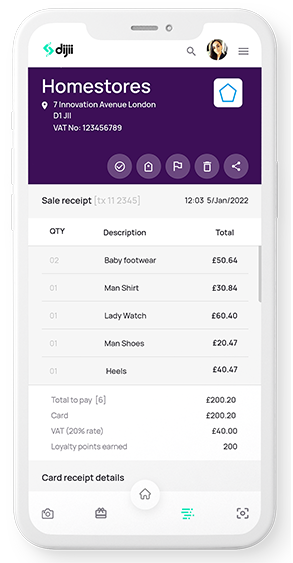 dijii
Homestores
7 Innovation Avenue London
D1 JII
VAT No: 123456789
Sale receipt [tx 11 2345] 12:03 5/Jan/2022
QTY Description Total
02 Baby footwear £50.64
01 Man Shirt £30.84
01 Lady Watch £60.40
01 Man Shoes £20.47
01 Heels £40.47
Total to pay [6] £200.20
Card £200.20
VAT (20% rate) £40.00
Loyalty points earned 200
Card receipt details